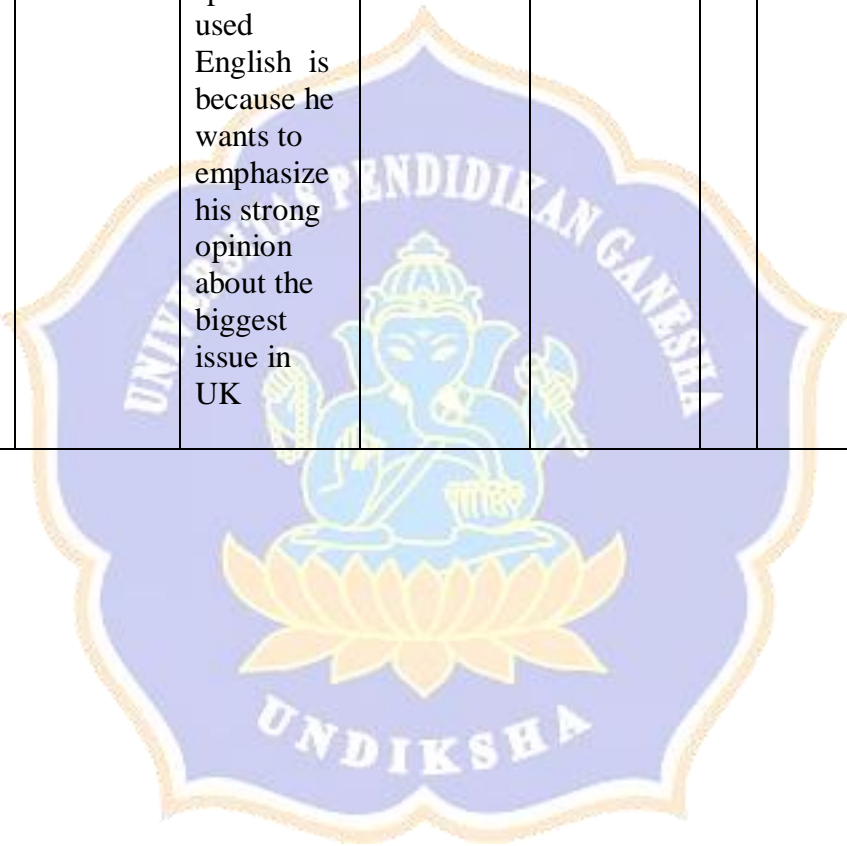 used
English is
because he
wants to
emphasize
his strong
opinion
about the
biggest
issue in
UK
UNIVERSITAS PENDIDIKAN GANESHA
UNDIKSHA